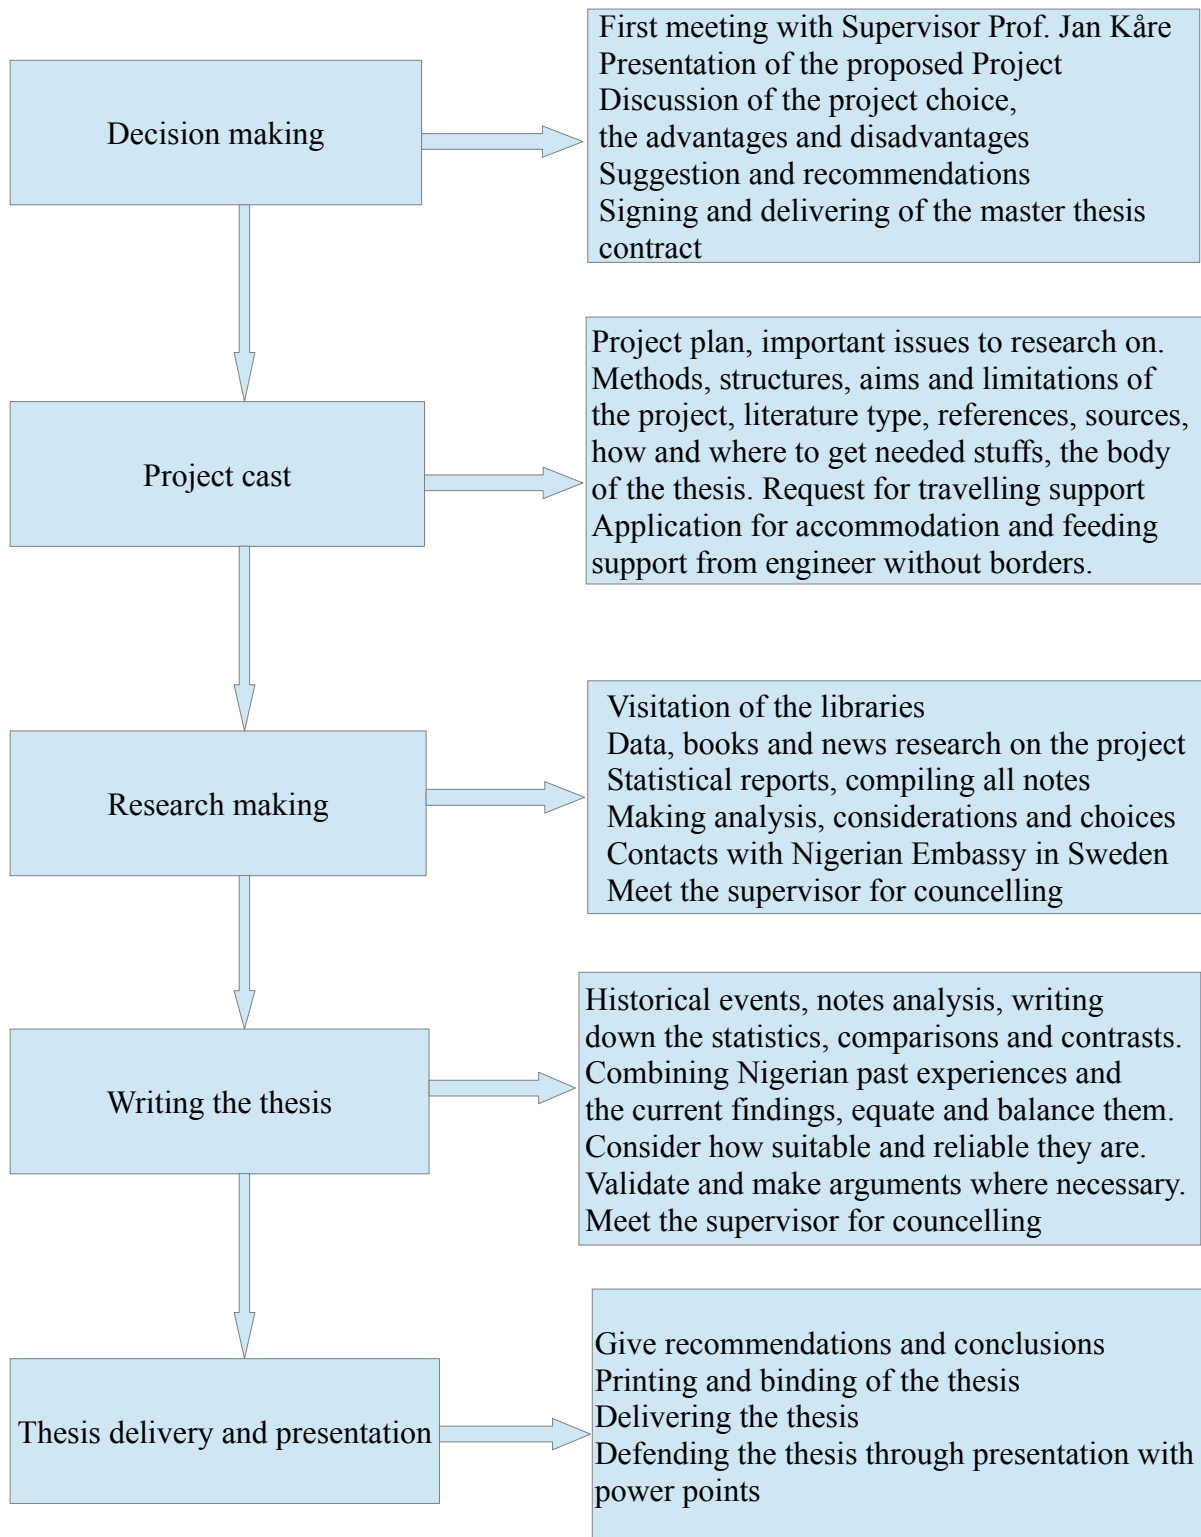 Decision making
First meeting with Supervisor Prof. Jan Kåre
Presentation of the proposed Project
Discussion of the project choice,
the advantages and disadvantages
Suggestion and recommendations
Signing and delivering of the master thesis
contract
Project cast
Project plan, important issues to research on.
Methods, structures, aims and limitations of
the project, literature type, references, sources,
how and where to get needed stuffs, the body
of the thesis. Request for travelling support
Application for accommodation and feeding
support from engineer without borders.
Research making
Visitation of the libraries
Data, books and news research on the project
Statistical reports, compiling all notes
Making analysis, considerations and choices
Contacts with Nigerian Embassy in Sweden
Meet the supervisor for councelling
Writing the thesis
Historical events, notes analysis, writing
down the statistics, comparisons and contrasts.
Combining Nigerian past experiences and
the current findings, equate and balance them.
Consider how suitable and reliable they are.
Validate and make arguments where necessary.
Meet the supervisor for councelling
Thesis delivery and presentation
Give recommendations and conclusions
Printing and binding of the thesis
Delivering the thesis
Defending the thesis through presentation with
power points